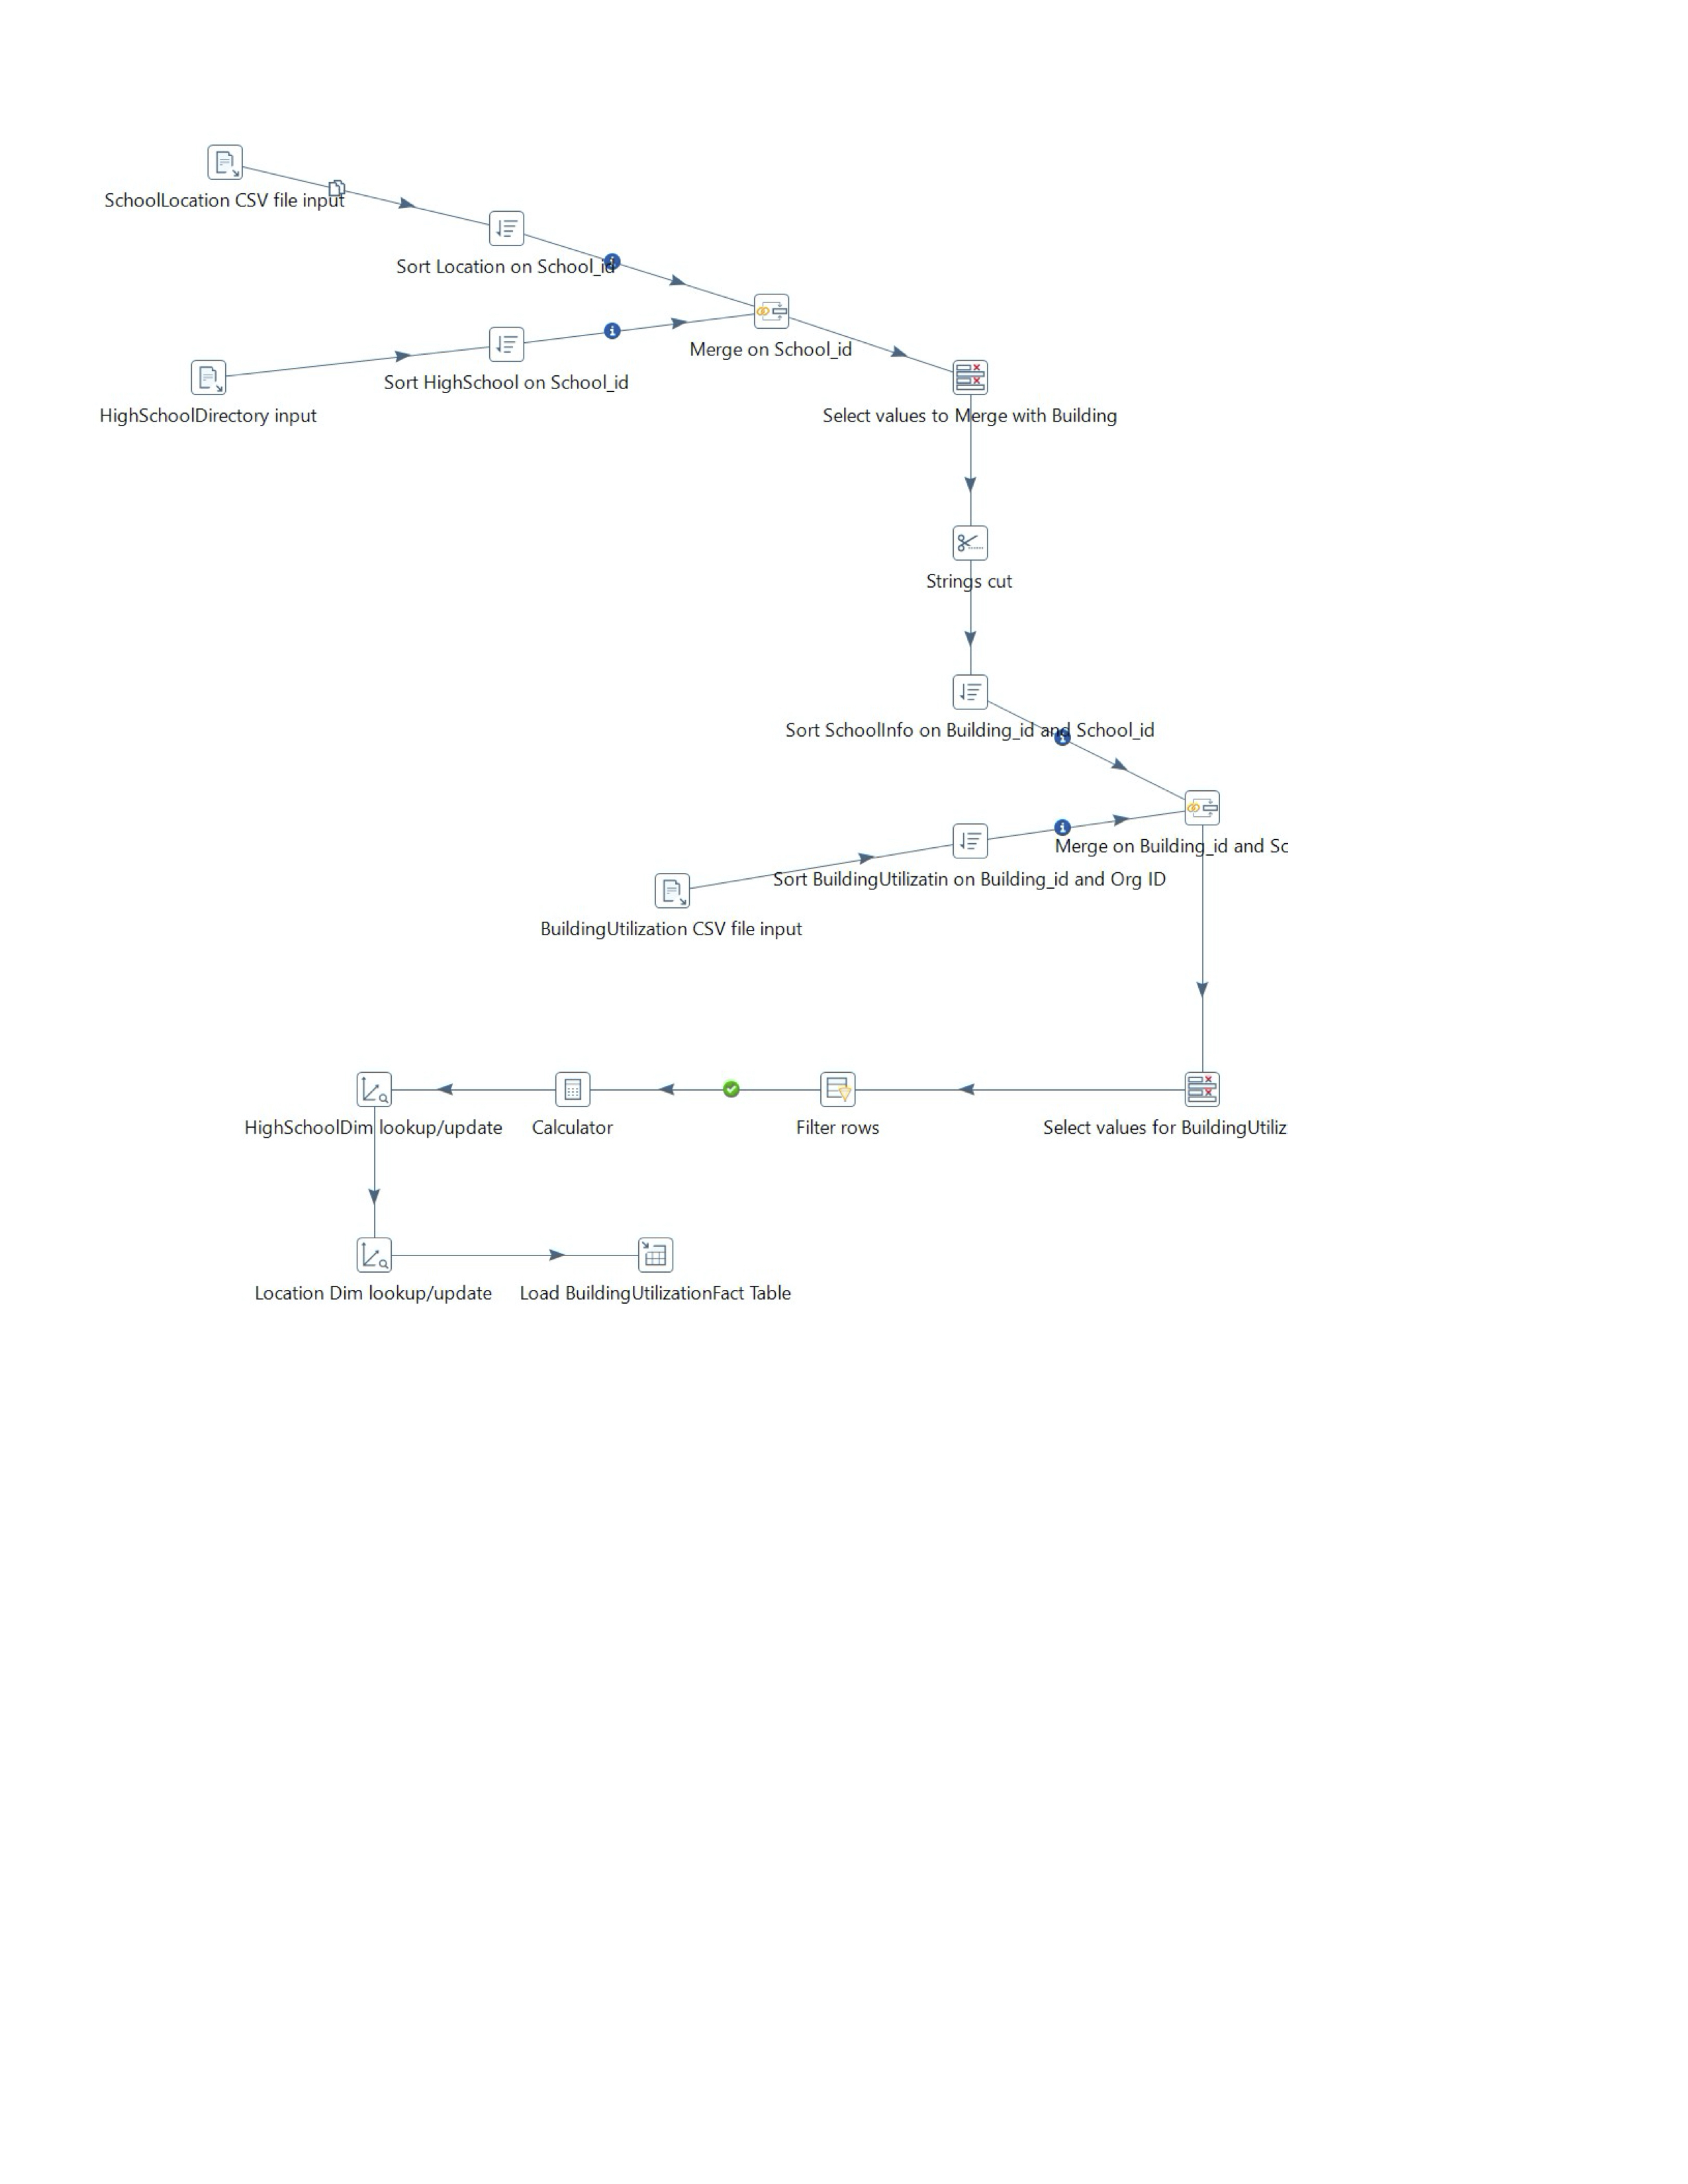 SchoolLocation CSV file input
Sort Location on School_id
Merge on School_id
Sort HighSchool on School_id
HighSchoolDirectory input
Select values to Merge with Building
Strings cut
Sort SchoolInfo on Building_id and School_id
Merge on Building_id and Sc
Sort BuildingUtilizatin on Building_id and Org ID
BuildingUtilization CSV file input
HighSchoolDim lookup/update
Calculator
Filter rows
Select values for BuildingUtiliz
Location Dim lookup/update
Load BuildingUtilizationFact Table